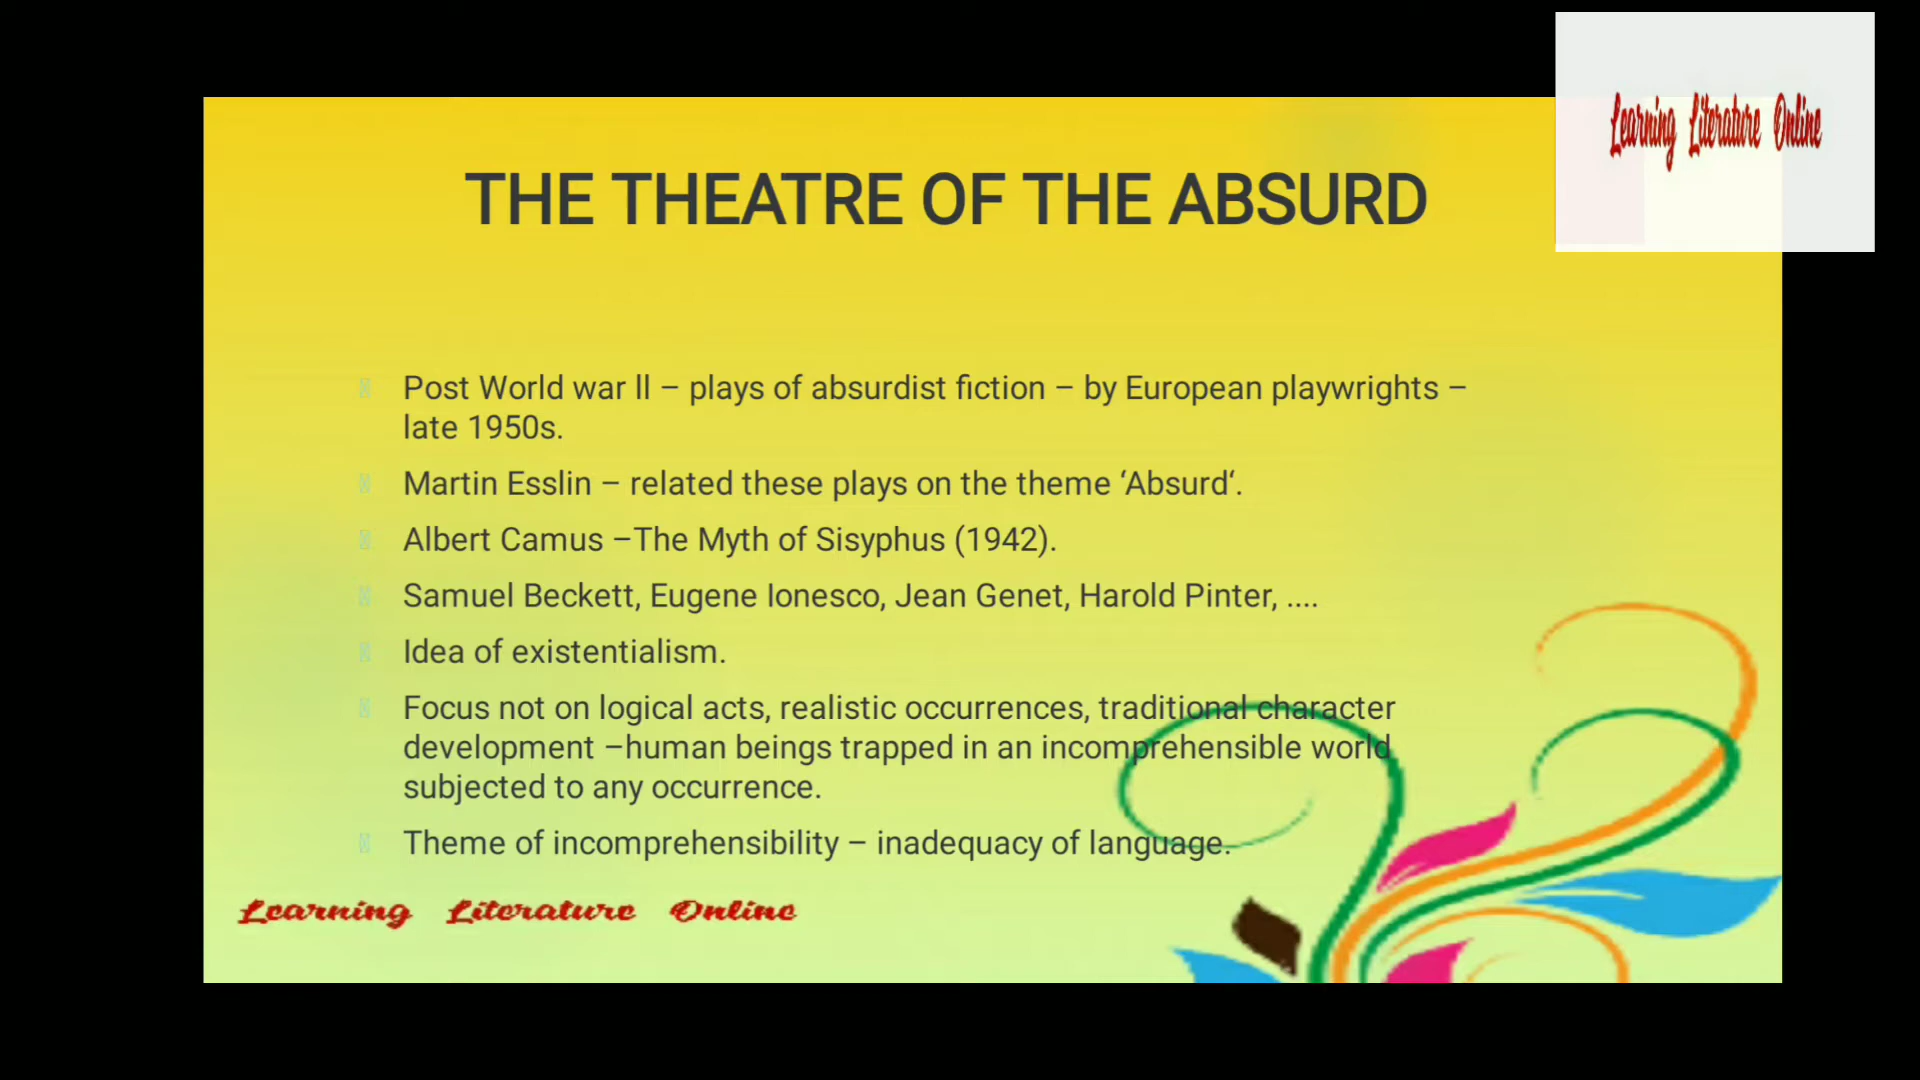 Learning Literature Online
THE THEATRE OF THE ABSURD
Post World war ll – plays of absurdist fiction – by European playwrights –
late 1950s.
Martin Esslin – related these plays on the theme ‘Absurd‘.
Albert Camus –The Myth of Sisyphus (1942).
Samuel Beckett, Eugene Ionesco, Jean Genet, Harold Pinter, ....
Idea of existentialism.
Focus not on logical acts, realistic occurrences, traditional character
development –human beings trapped in an incomprehensible world
subjected to any occurrence.
Theme of incomprehensibility – inadequacy of language.
Learning Literature Online